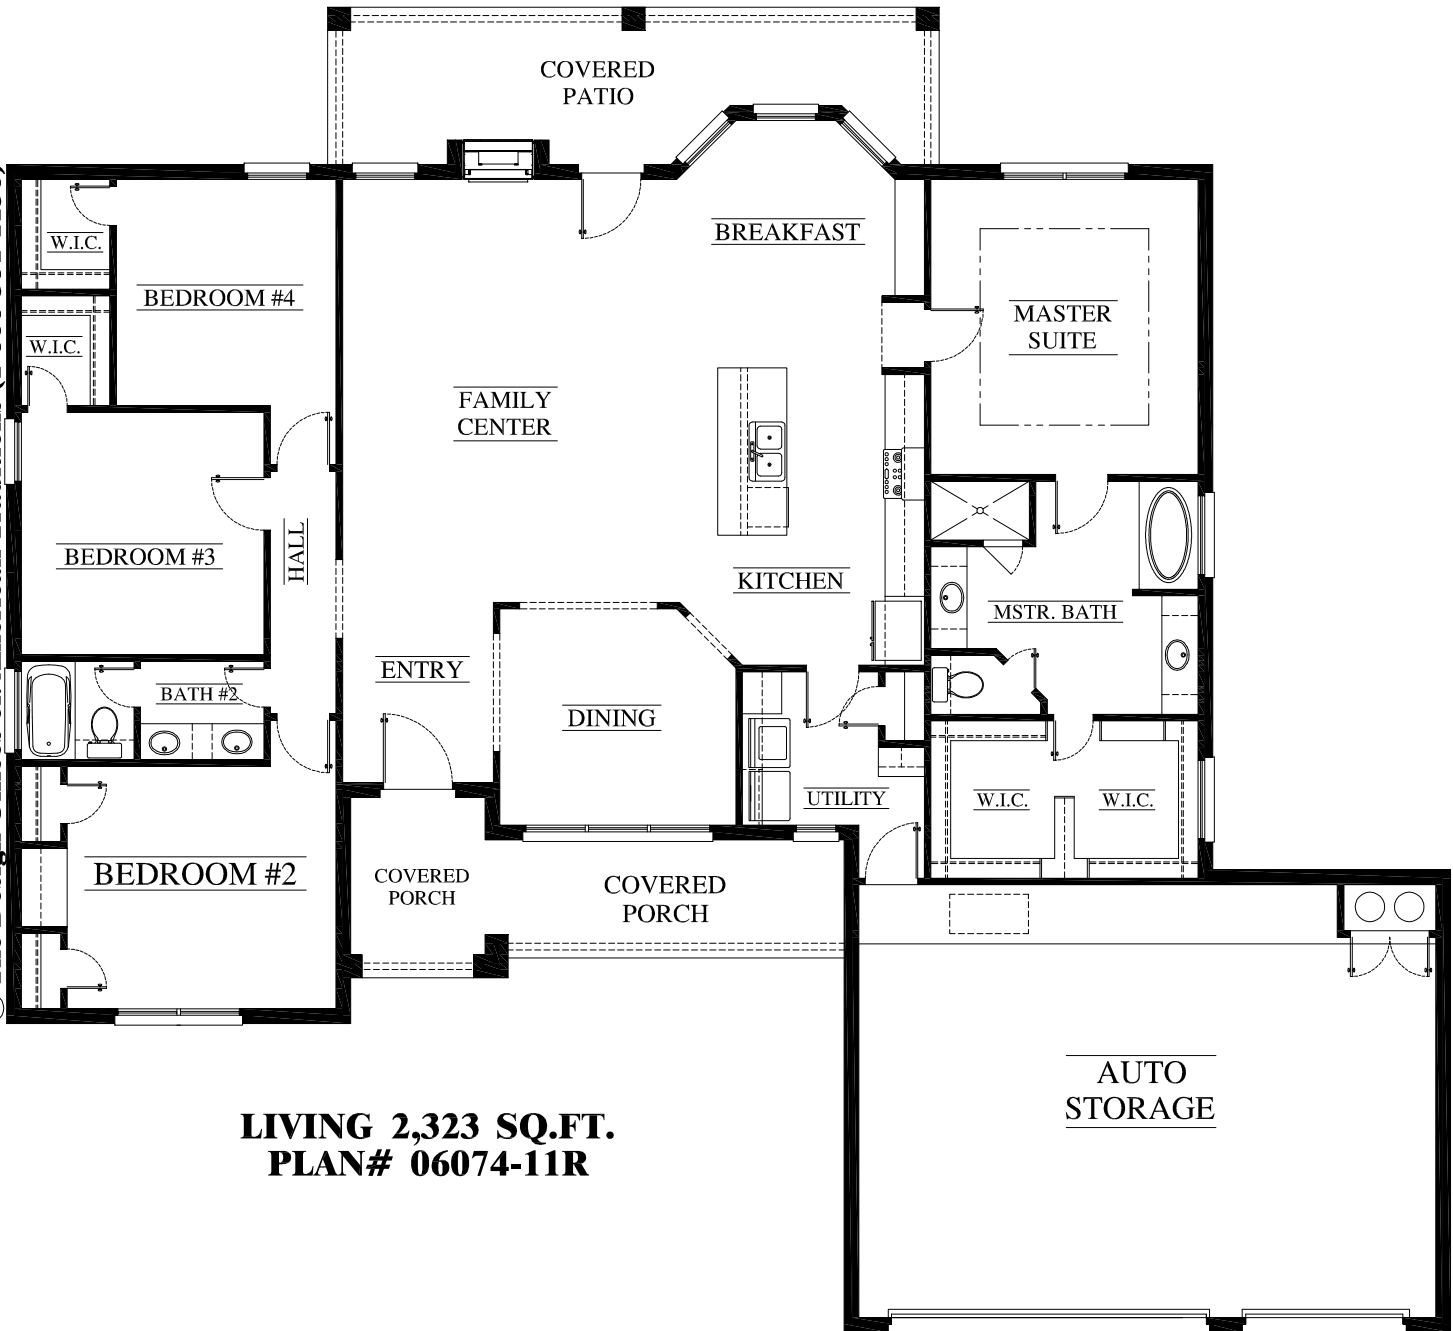 COVERED
PATIO
W.I.C.
BREAKFAST
BEDROOM #4
MASTER
SUITE
W.I.C.
FAMILY
CENTER
HALL
BEDROOM #3
KITCHEN
MSTR. BATH
ENTRY
BATH #2
DINING
UTILITY
W.I.C.
W.I.C.
BEDROOM #2
COVERED
PORCH
COVERED
PORCH
AUTO
STORAGE
LIVING 2,323 SQ.FT.
PLAN# 06074-11R